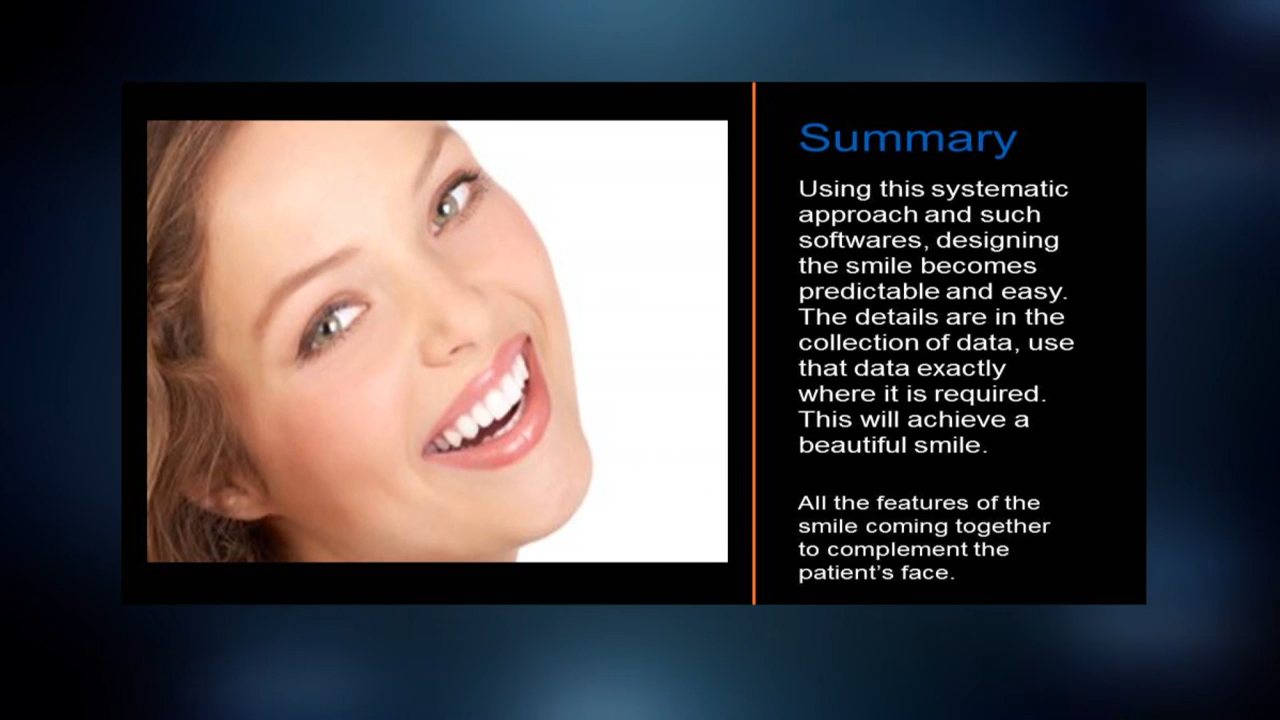 Summary
Using this systematic
approach and such
softwares, designing
the smile becomes
predictable and easy.
The details are in the
collection of data, use
that data exactly
where it is required.
This will achieve a
beautiful smile.
All the features of the
smile coming together
to complement the
patient's face.